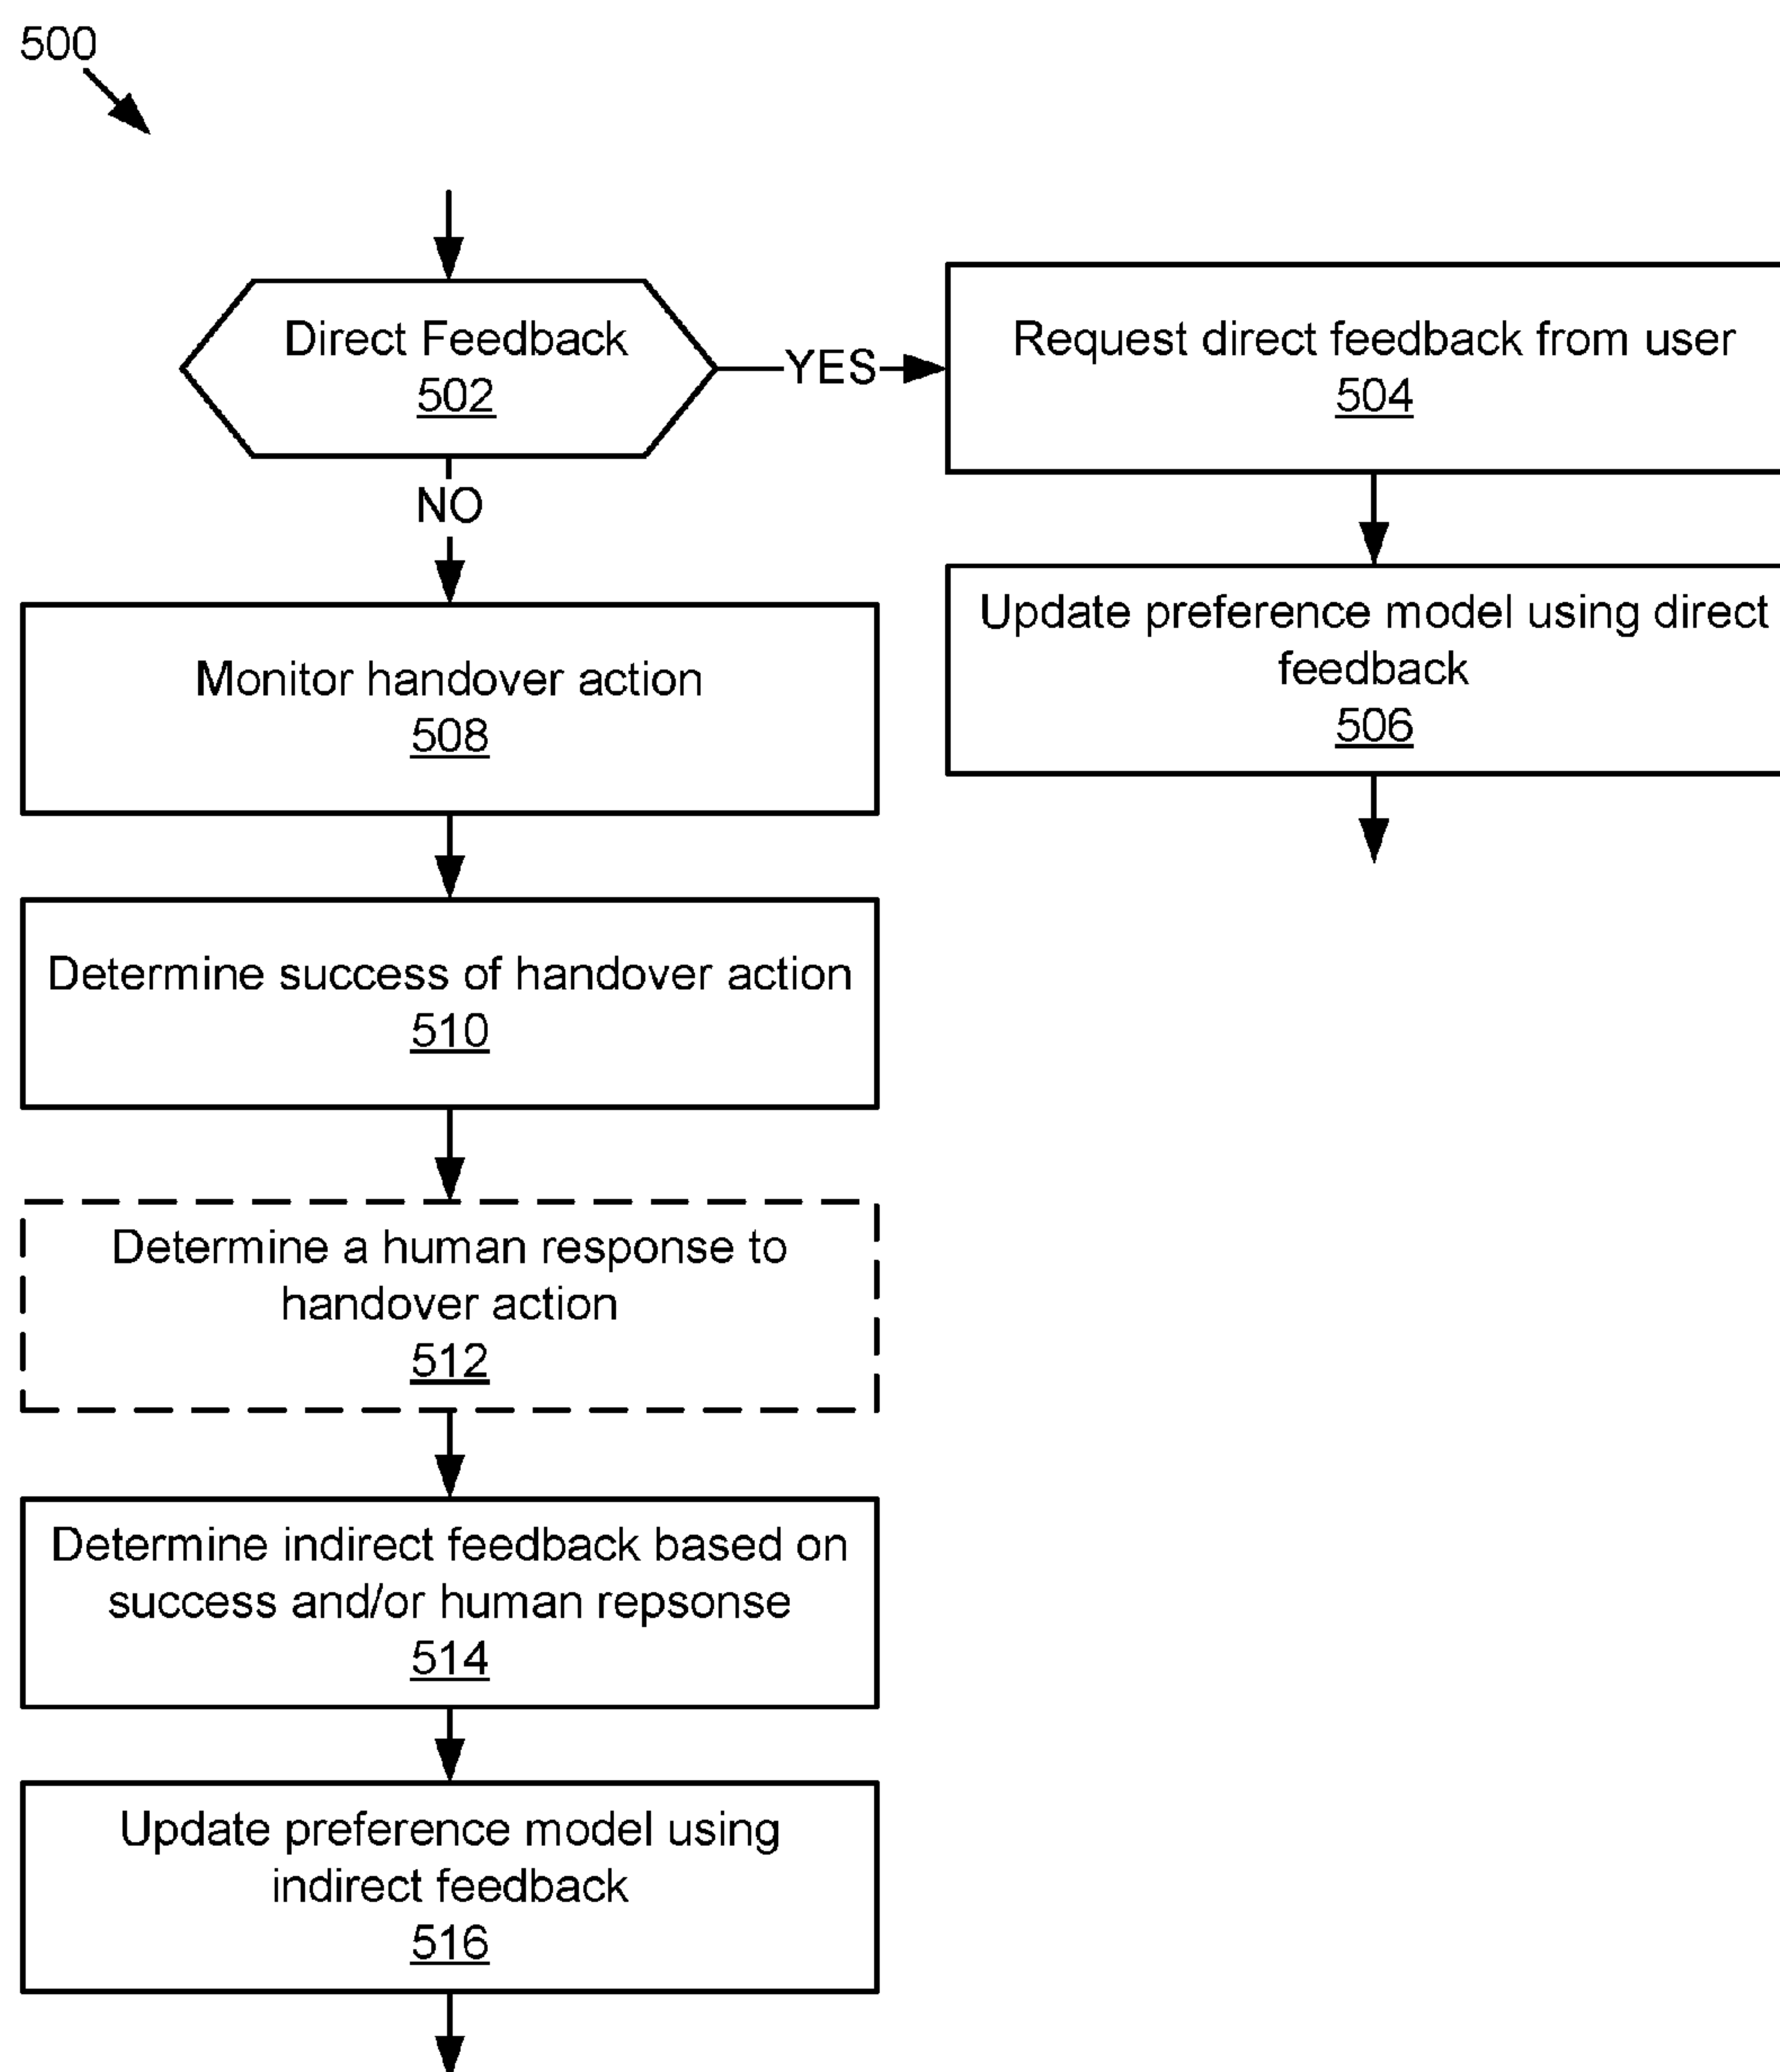 500
Direct Feedback
502
YES
Request direct feedback from user
504
Update preference model using direct
feedback
506
NO
Monitor handover action
508
Determine success of handover action
510
Determine a human response to
handover action
512
Determine indirect feedback based on
success and/or human repsonse
514
Update preference model using
indirect feedback
516